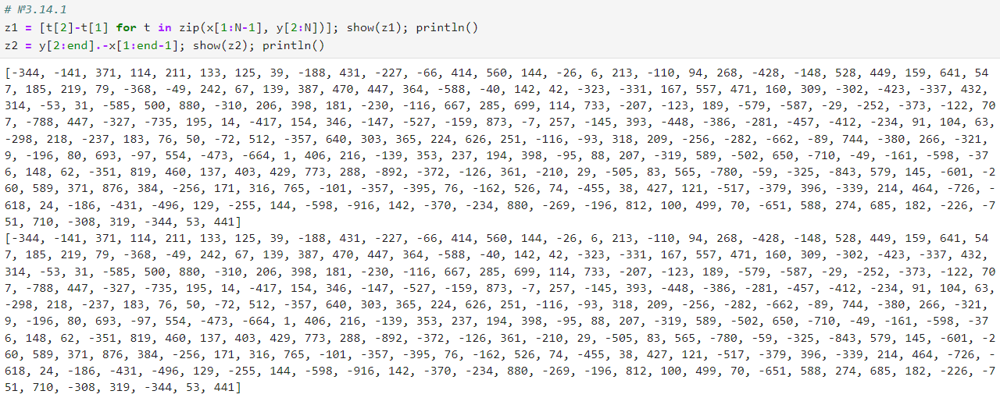 # №3.14.1
z1 = [t[2]-t[1] for t in zip(x[1:N-1], y[2:N])]; show(z1); println()
z2 = y[2:end].-x[1:end-1]; show(z2); println()
[-344, -141, 371, 114, 211, 133, 125, 39, -188, 431, -227, -66, 414, 560, 144, -26, 6, 213, -110, 94, 268, -428, -148, 528, 449, 159, 641, 54
7, 185, 219, 79, -368, -49, 242, 67, 139, 387, 470, 447, 364, -588, -40, 142, 42, -323, -331, 167, 557, 471, 160, 309, -302, -423, -337, 432,
314, -53, 31, -585, 500, 880, -310, 206, 398, 181, -230, -116, 667, 285, 699, 114, 733, -207, -123, 189, -579, -587, -29, -252, -373, -122, 70
7, -788, 447, -327, -735, 195, 14, -417, 154, 346, -147, -527, -159, 873, -7, 257, -145, 393, -448, -386, -281, -457, -412, -234, 91, 104, 63,
-298, 218, -237, 183, 76, 50, -72, 512, -357, 640, 303, 365, 224, 626, 251, -116, -93, 318, 209, -256, -282, -662, -89, 744, -380, 266, -321,
9, -196, 80, 693, -97, 554, -473, -664, 1, 406, 216, -139, 353, 237, 194, 398, -95, 88, 207, -319, 589, -502, 650, -710, -49, -161, -598, -37
6, 148, 62, -351, 819, 460, 137, 403, 429, 773, 288, -892, -372, -126, 361, -210, 29, -505, 83, 565, -780, -59, -325, -843, 579, 145, -601, -2
60, 589, 371, 876, 384, -256, 171, 316, 765, -101, -357, -395, 76, -162, 526, 74, -455, 38, 427, 121, -517, -379, 396, -339, 214, 464, -726, -
618, 24, -186, -431, -496, 129, -255, 144, -598, -916, 142, -370, -234, 880, -269, -196, 812, 100, 499, 70, -651, 588, 274, 685, 182, -226, -7
51, 710, -308, 319, -344, 53, 441]
[-344, -141, 371, 114, 211, 133, 125, 39, -188, 431, -227, -66, 414, 560, 144, -26, 6, 213, -110, 94, 268, -428, -148, 528, 449, 159, 641, 54
7, 185, 219, 79, -368, -49, 242, 67, 139, 387, 470, 447, 364, -588, -40, 142, 42, -323, -331, 167, 557, 471, 160, 309, -302, -423, -337, 432,
314, -53, 31, -585, 500, 880, -310, 206, 398, 181, -230, -116, 667, 285, 699, 114, 733, -207, -123, 189, -579, -587, -29, -252, -373, -122, 70
7, -788, 447, -327, -735, 195, 14, -417, 154, 346, -147, -527, -159, 873, -7, 257, -145, 393, -448, -386, -281, -457, -412, -234, 91, 104, 63,
-298, 218, -237, 183, 76, 50, -72, 512, -357, 640, 303, 365, 224, 626, 251, -116, -93, 318, 209, -256, -282, -662, -89, 744, -380, 266, -321,
9, -196, 80, 693, -97, 554, -473, -664, 1, 406, 216, -139, 353, 237, 194, 398, -95, 88, 207, -319, 589, -502, 650, -710, -49, -161, -598, -37
6, 148, 62, -351, 819, 460, 137, 403, 429, 773, 288, -892, -372, -126, 361, -210, 29, -505, 83, 565, -780, -59, -325, -843, 579, 145, -601, -2
60, 589, 371, 876, 384, -256, 171, 316, 765, -101, -357, -395, 76, -162, 526, 74, -455, 38, 427, 121, -517, -379, 396, -339, 214, 464, -726, -
618, 24, -186, -431, -496, 129, -255, 144, -598, -916, 142, -370, -234, 880, -269, -196, 812, 100, 499, 70, -651, 588, 274, 685, 182, -226, -7
51, 710, -308, 319, -344, 53, 441]